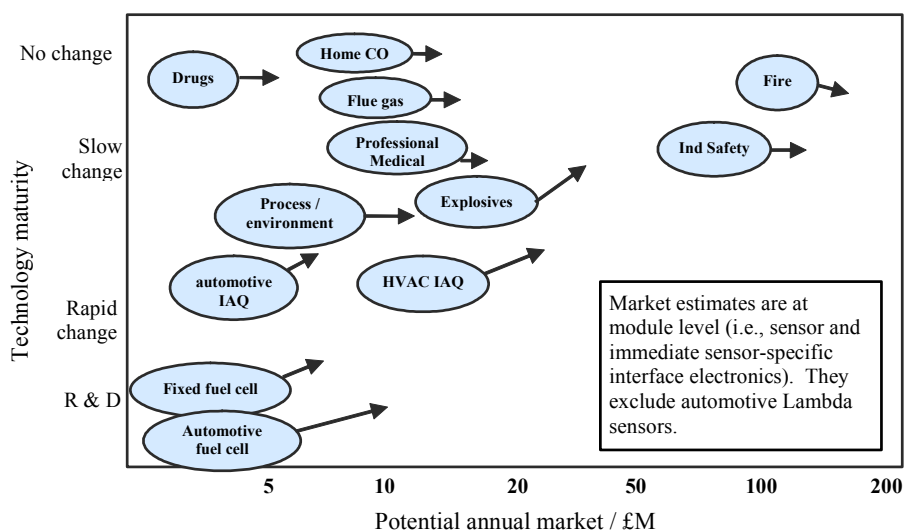 No change
Home CO
Drugs
Fire
Flue gas
Slow
change
Professional
Medical
Ind Safety
Process /
environment
Explosives
Technology maturity
automotive
IAQ
HVAC IAQ
Rapid
change
Market estimates are at
module level (i.e., sensor and
immediate sensor-specific
interface electronics). They
exclude automotive Lambda
sensors.
R & D
Fixed fuel cell
Automotive
fuel cell
5 10 20 50 100 200
Potential annual market / £M